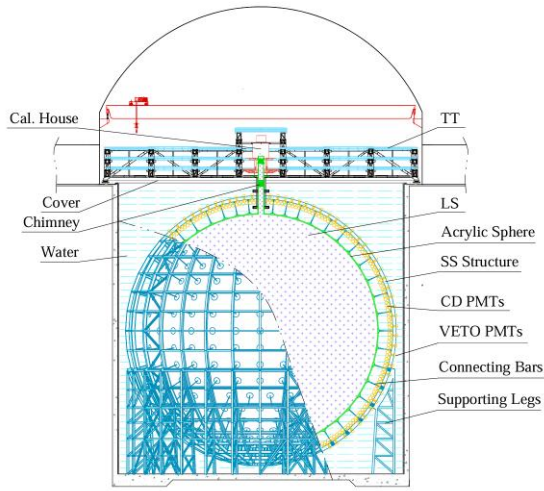 Cal. House
TT
Cover
Chimney
Water
LS
Acrylic Sphere
SS Structure
CD PMTs
VETO PMTs
Connecting Bars
Supporting Legs